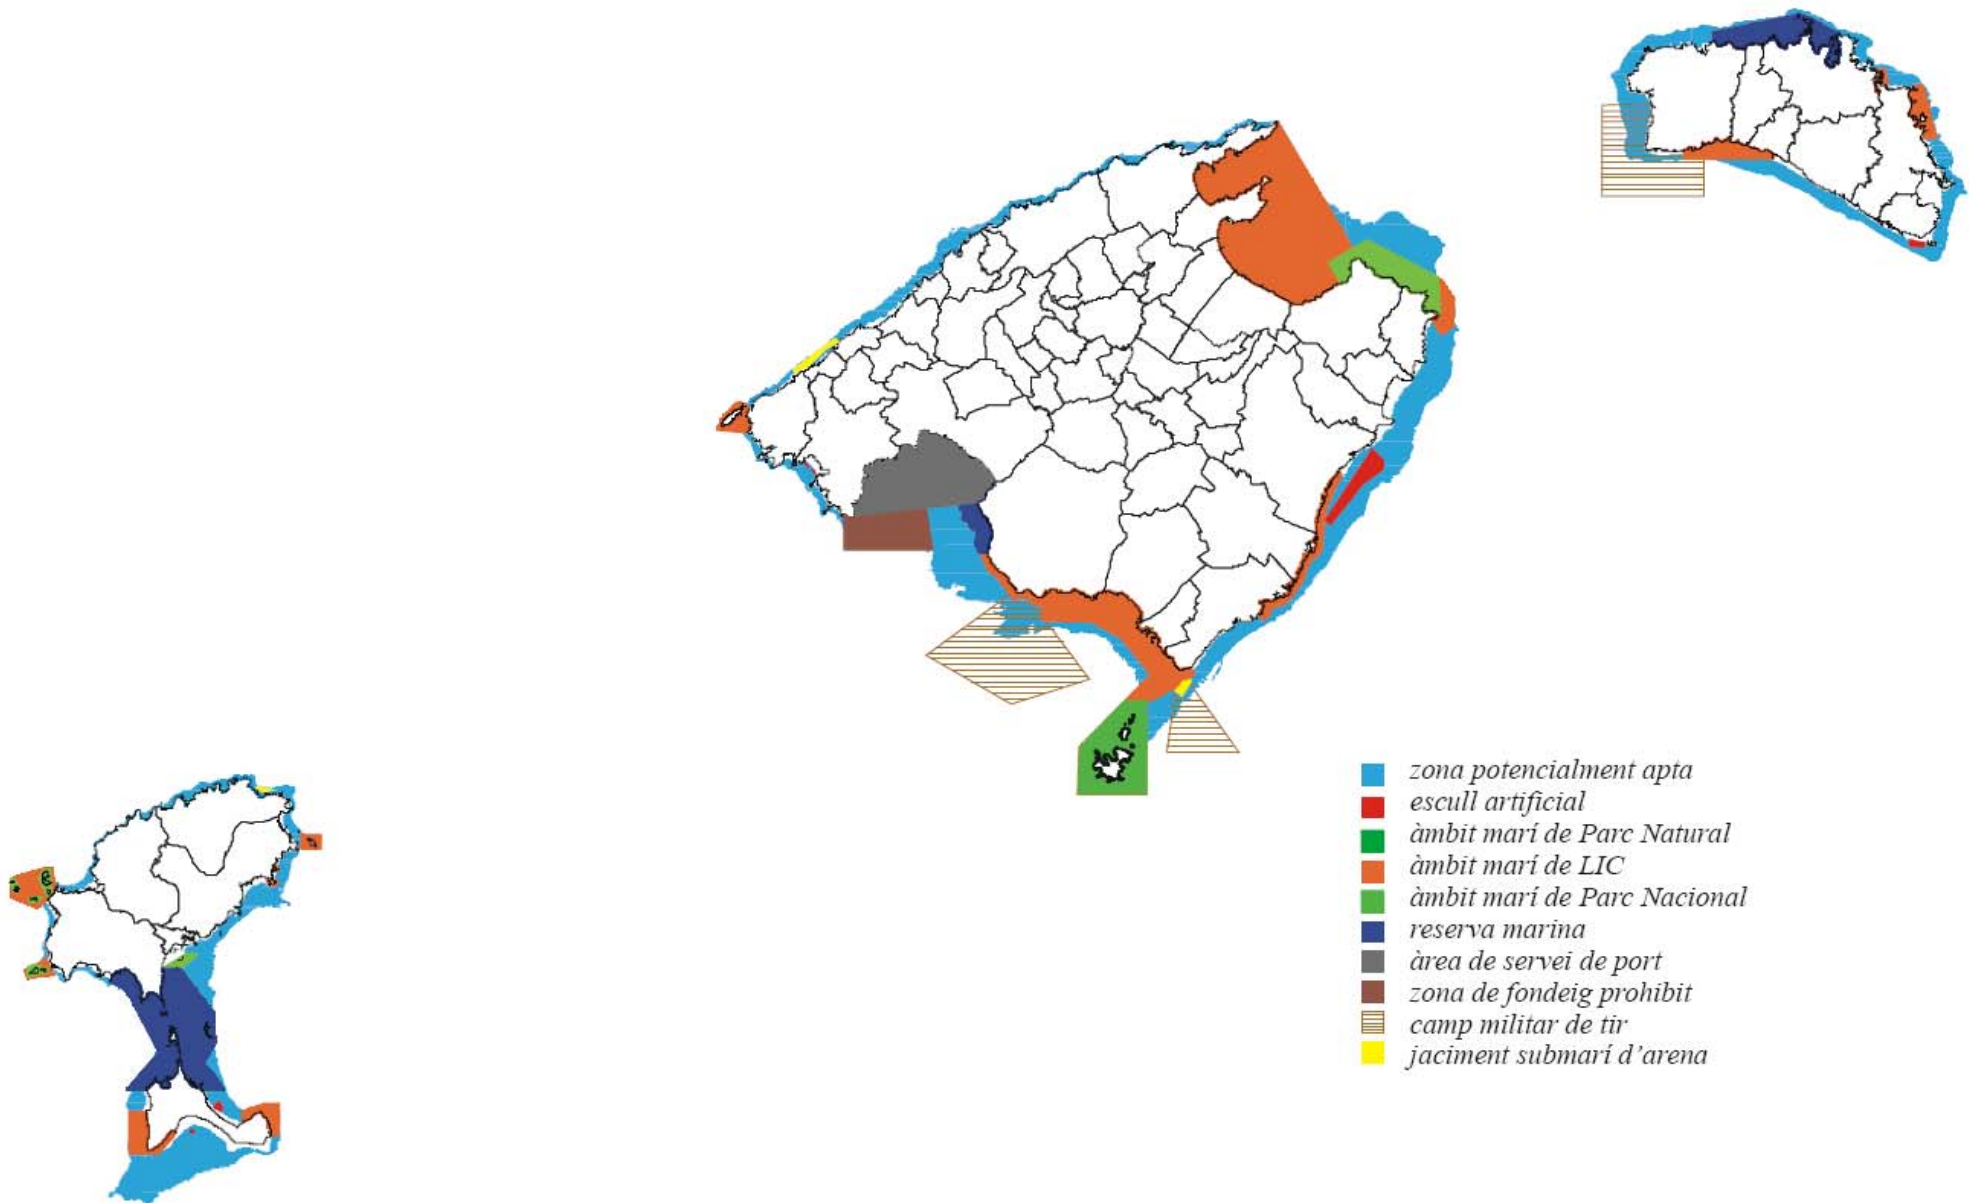 zona potencialment apta
escull artificial
àmbit marí de Parc Natural
àmbit marí de LIC
àmbit marí de Parc Nacional
reserva marina
àrea de servei de port
zona de fondeig prohibit
camp militar de tir
jaciment submarí d'arena